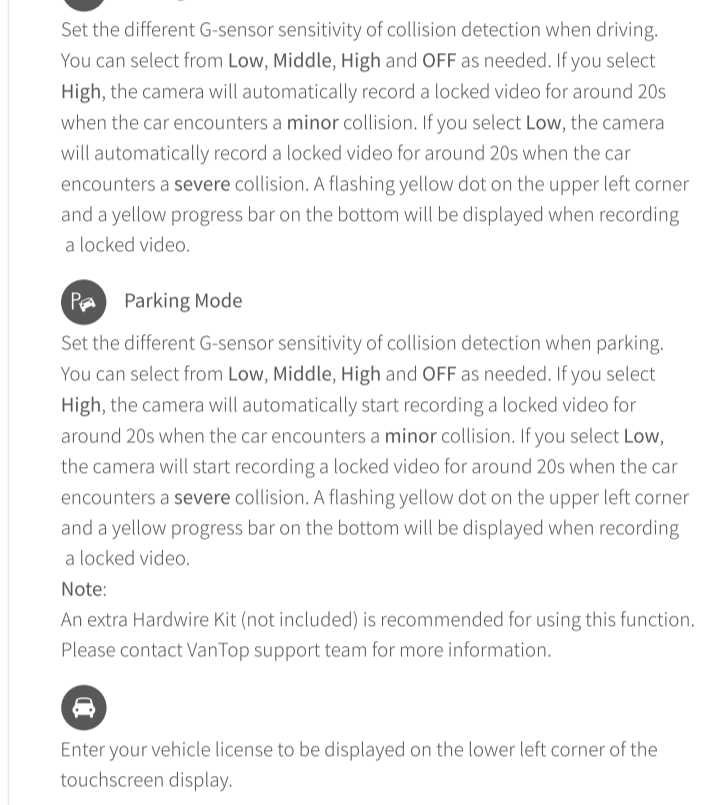 Set the different G-sensor sensitivity of collision detection when driving.
You can select from Low, Middle, High and OFF as needed. If you select
High, the camera will automatically record a locked video for around 20s
when the car encounters a minor collision. If you select Low, the camera
will automatically record a locked video for around 20s when the car
encounters a severe collision. A flashing yellow dot on the upper left corner
and a yellow progress bar on the bottom will be displayed when recording
a locked video.
P Parking Mode
Set the different G-sensor sensitivity of collision detection when parking.
You can select from Low, Middle, High and OFF as needed. If you select
High, the camera will automatically start recording a locked video for
around 20s when the car encounters a minor collision. If you select Low,
the camera will start recording a locked video for around 20s when the car
encounters a severe collision. A flashing yellow dot on the upper left corner
and a yellow progress bar on the bottom will be displayed when recording
a locked video.
Note:
An extra Hardwire Kit (not included) is recommended for using this function.
Please contact VanTop support team for more information.
Enter your vehicle license to be displayed on the lower left corner of the
touchscreen display.